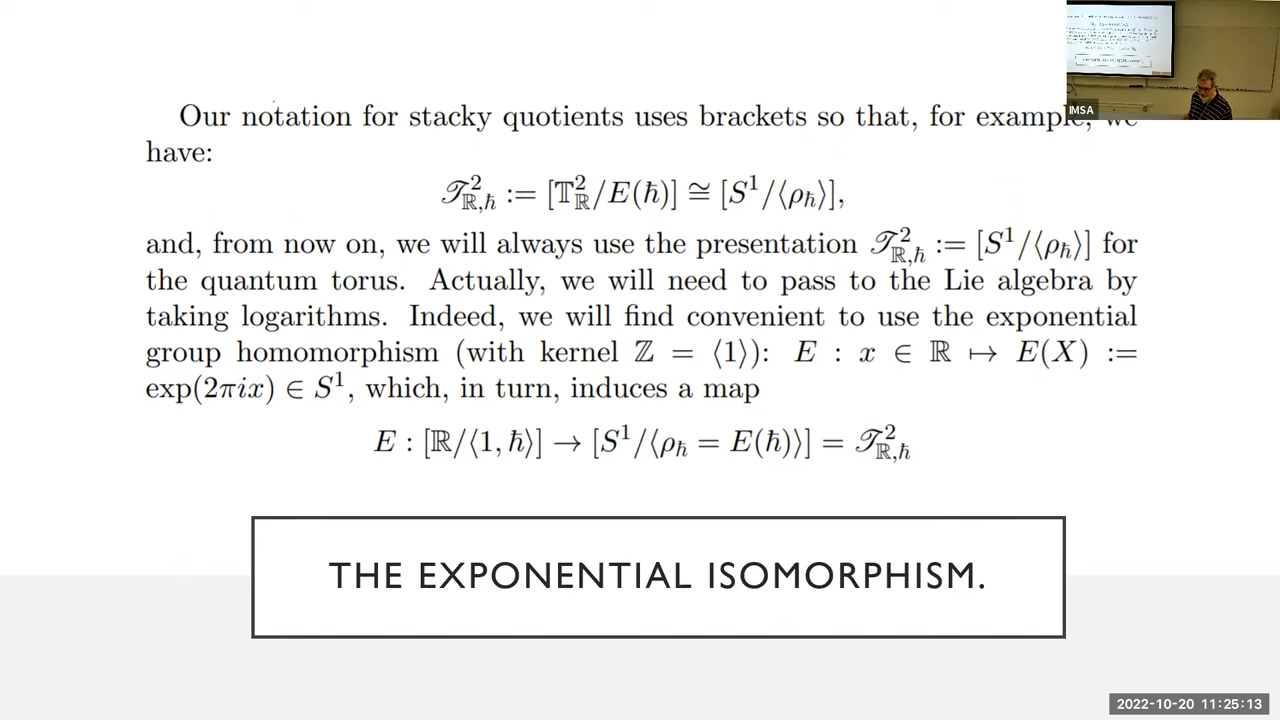 Our notation for stacky quotients uses brackets so that, for example, we
have:
𝒯²_{ℝ,ħ} := [𝕋²_ℝ/E(ħ)] ≅ [S¹/⟨ρ_ħ⟩],
and, from now on, we will always use the presentation 𝒯²_{ℝ,ħ} := [S¹/⟨ρ_ħ⟩] for
the quantum torus. Actually, we will need to pass to the Lie algebra by
taking logarithms. Indeed, we will find convenient to use the exponential
group homomorphism (with kernel ℤ = ⟨1⟩): E : x ∈ ℝ ↦ E(X) :=
exp(2πix) ∈ S¹, which, in turn, induces a map
E : [ℝ/⟨1, ħ⟩] → [S¹/⟨ρ_ħ = E(ħ)⟩] = 𝒯²_{ℝ,ħ}
THE EXPONENTIAL ISOMORPHISM.
IMSA
2022-10-20 11:25:13